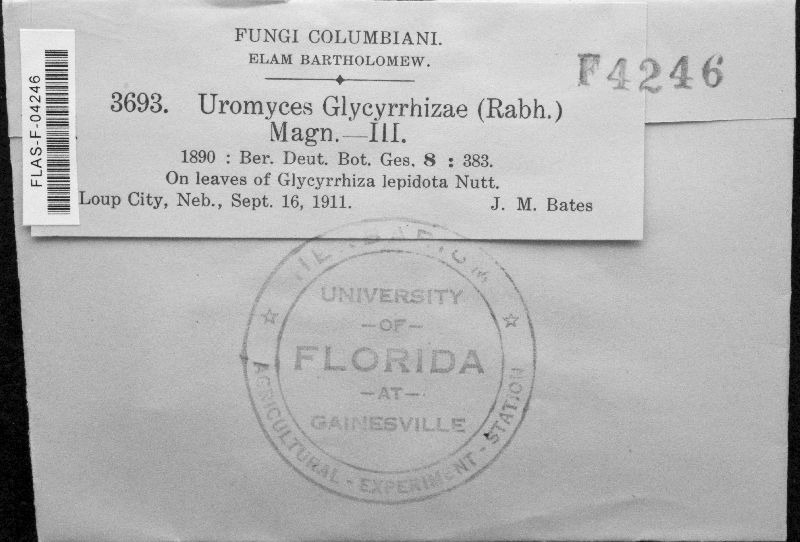 FUNGI COLUMBIANI.
ELAM BARTHOLOMEW.
3693. Uromyces Glycyrrhizae (Rabh.)
Magn.—III.
1890 : Ber. Deut. Bot. Ges. 8 : 383.
On leaves of Glycyrrhiza lepidota Nutt.
Loup City, Neb., Sept. 16, 1911. J. M. Bates
F4246
FLAS-F-04246
HERBARIUM
UNIVERSITY
—OF—
FLORIDA
—AT—
GAINESVILLE
AGRICULTURAL - EXPERIMENT - STATION